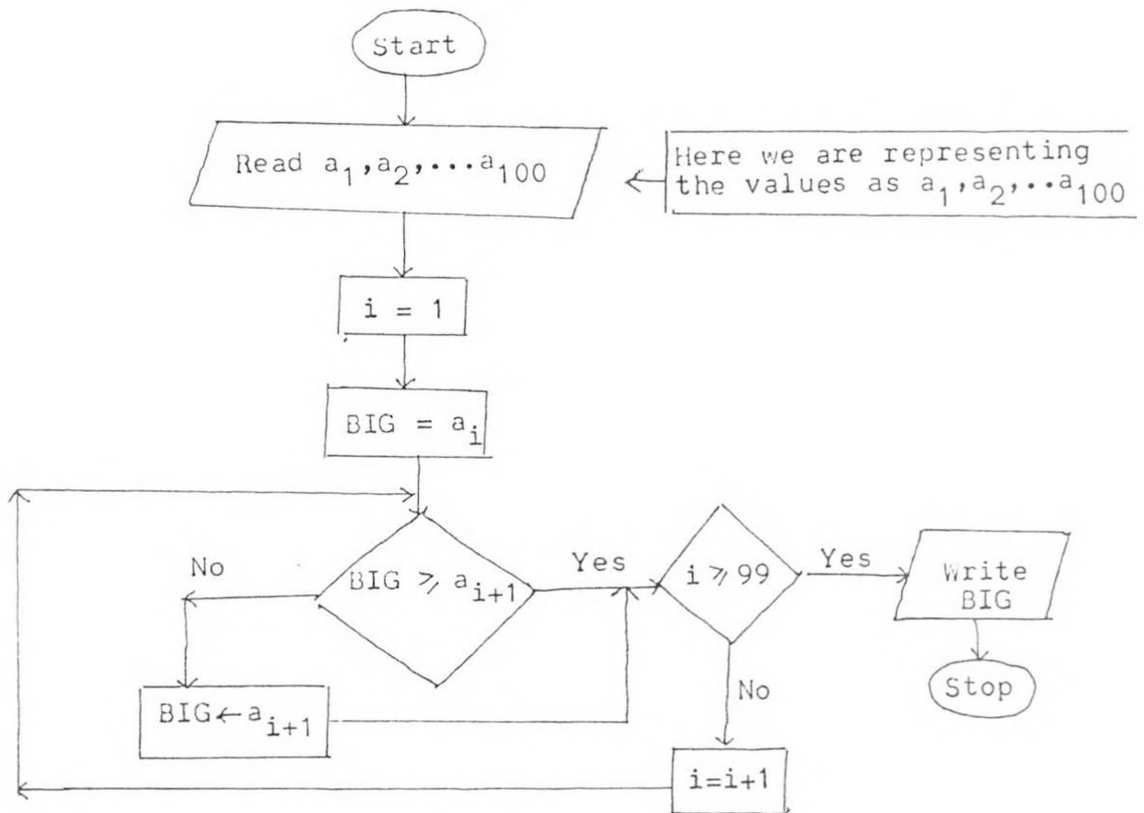 Start
Read a₁,a₂,...a₁₀₀
Here we are representing
the values as a₁,a₂,..a₁₀₀
i = 1
BIG = aᵢ
No
BIG ⩾ aᵢ₊₁
Yes
i ⩾ 99
Yes
Write
BIG
Stop
No
BIG ← aᵢ₊₁
i=i+1